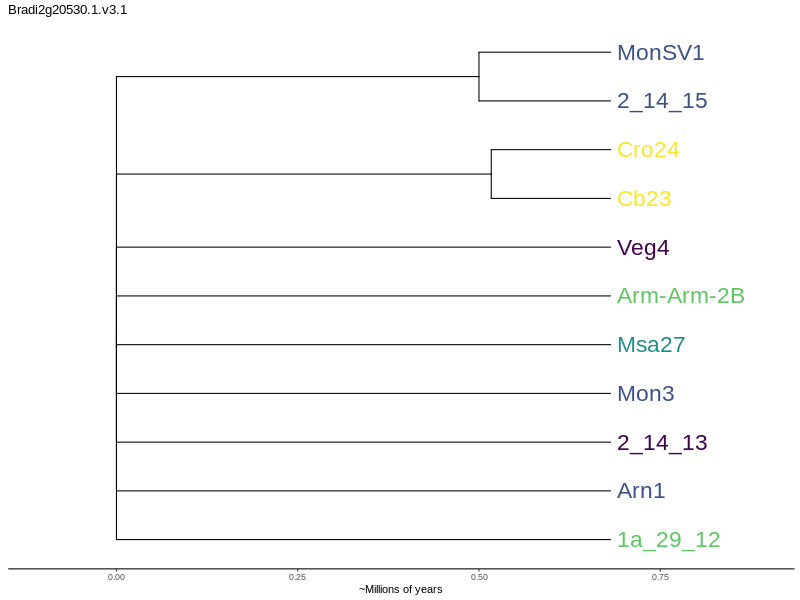 Bradi2g20530.1.v3.1
MonSV1
2_14_15
Cro24
Cb23
Veg4
Arm-Arm-2B
Msa27
Mon3
2_14_13
Arn1
1a_29_12
0.00 0.25 0.50 0.75
~Millions of years